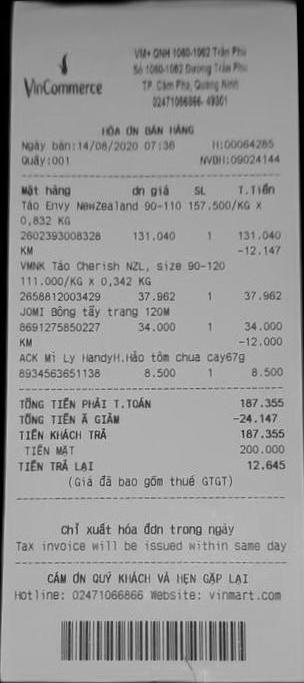 VinCommerce
VM+ QNH 1060-1062 Trần Phú
Số 1060-1062 Đường Trần Phú
TP. Cẩm Phả, Quảng Ninh
02471066866- 49001
HÓA ƠN BÁN HÀNG
Ngày bán:14/08/2020 07:36 H:00064285
Quầy:001 NVBH:09024144
Mặt hàng đn giá SL T.Tiền
Táo Envy NewZealand 90-110 157.500/KG X
0,832 KG
2602393008328 131.040 1 131.040
KM -12.147
VMNK Táo Cherish NZL, size 90-120
111.000/KG X 0,342 KG
2658812003429 37.962 1 37.962
JOMI Bông tẩy trang 120M
8691275850227 34.000 1 34.000
KM -12.000
ACK Mì Ly HandyH.Hảo tôm chua cay67g
8934563651138 8.500 1 8.500
TỔNG TIỀN PHẢI T.TOÁN 187.355
TỔNG TIỀN Ã GIẢM -24.147
TIỀN KHÁCH TRẢ 187.355
TIỀN MẶT 200.000
TIỀN TRẢ LẠI 12.645
(Giá đã bao gồm thuế GTGT)
Chỉ xuất hóa đơn trong ngày
Tax invoice will be issued within same day
CÁM ƠN QUÝ KHÁCH VÀ HẸN GẶP LẠI
Hotline: 02471066866 Website: vinmart.com